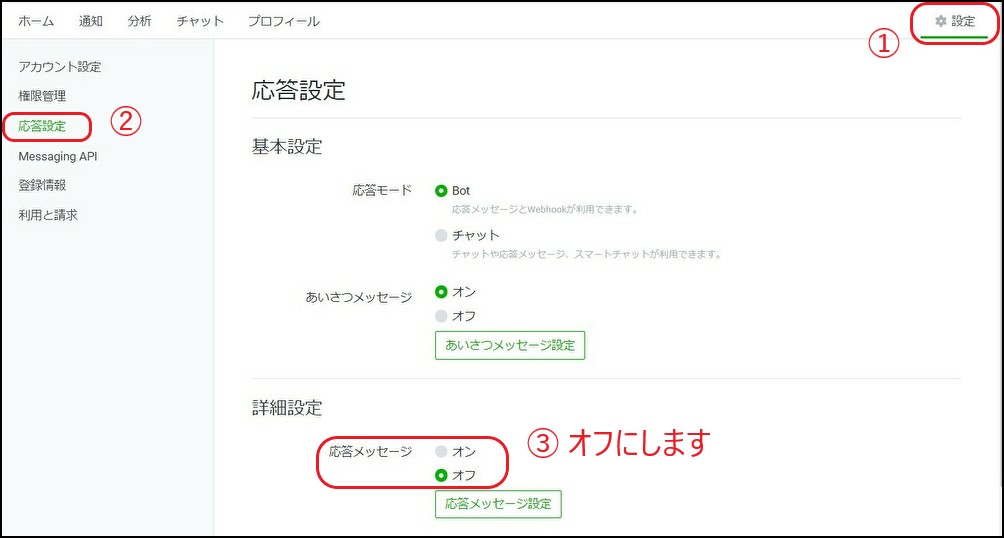 ホーム 通知 分析 チャット プロフィール 設定
①
アカウント設定
権限管理
応答設定
②
Messaging API
登録情報
利用と請求
応答設定
基本設定
応答モード Bot
応答メッセージとWebhookが利用できます。
チャット
チャットや応答メッセージ、スマートチャットが利用できます。
あいさつメッセージ オン
オフ
あいさつメッセージ設定
詳細設定
応答メッセージ オン
オフ
③ オフにします
応答メッセージ設定